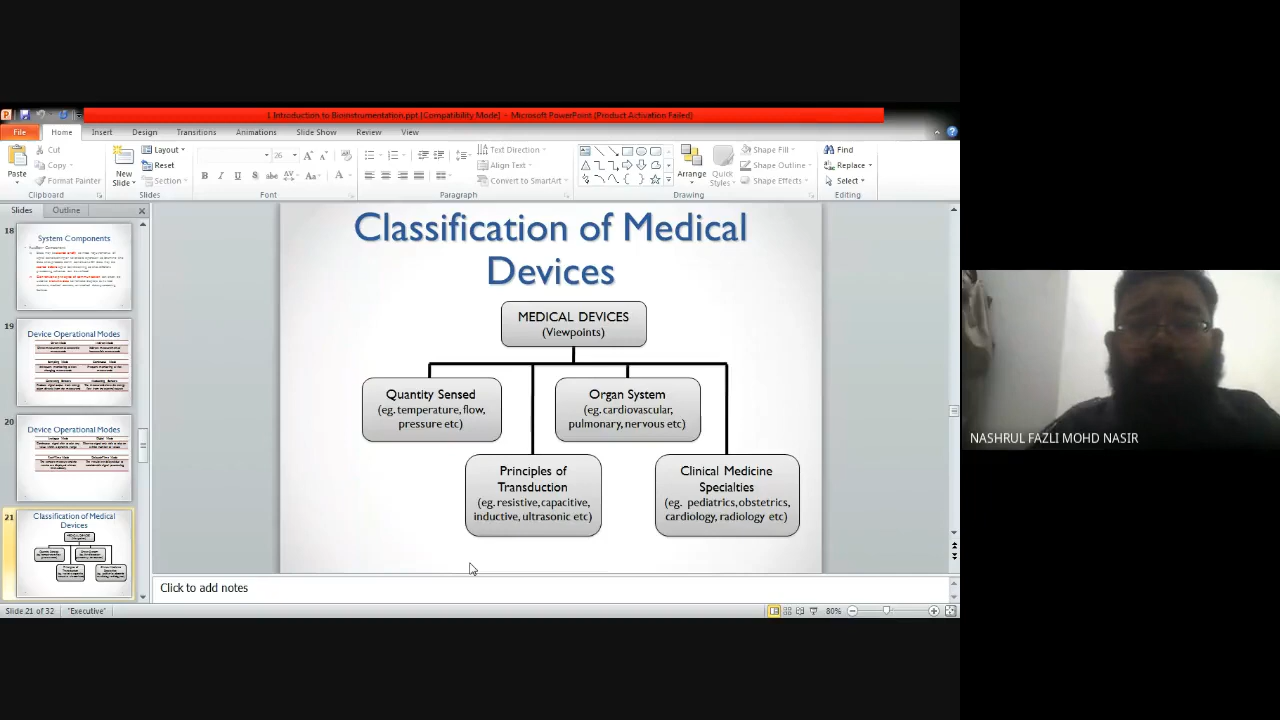 1 Introduction to Bioinstrumentation.ppt [Compatibility Mode] - Microsoft PowerPoint (Product Activation Failed)
File Home Insert Design Transitions Animations Slide Show Review View
Paste
Cut
Copy
Format Painter
Clipboard
New Slide
Layout
Reset
Section
Slides
26
B I U S abc AV Aa A
Font
Paragraph
Text Direction
Align Text
Convert to SmartArt
Arrange
Quick Styles
Shape Fill
Shape Outline
Shape Effects
Drawing
Find
Replace
Select
Editing
Slides Outline
18
System Components
19
Device Operational Modes
20
Device Operational Modes
21
Classification of Medical
Devices
Classification of Medical
Devices
MEDICAL DEVICES
(Viewpoints)
Quantity Sensed
(eg. temperature, flow,
pressure etc)
Organ System
(eg. cardiovascular,
pulmonary, nervous etc)
Principles of
Transduction
(eg. resistive, capacitive,
inductive, ultrasonic etc)
Clinical Medicine
Specialties
(eg. pediatrics, obstetrics,
cardiology, radiology etc)
Click to add notes
Slide 21 of 32 "Executive" 80%
NASHRUL FAZLI MOHD NASIR